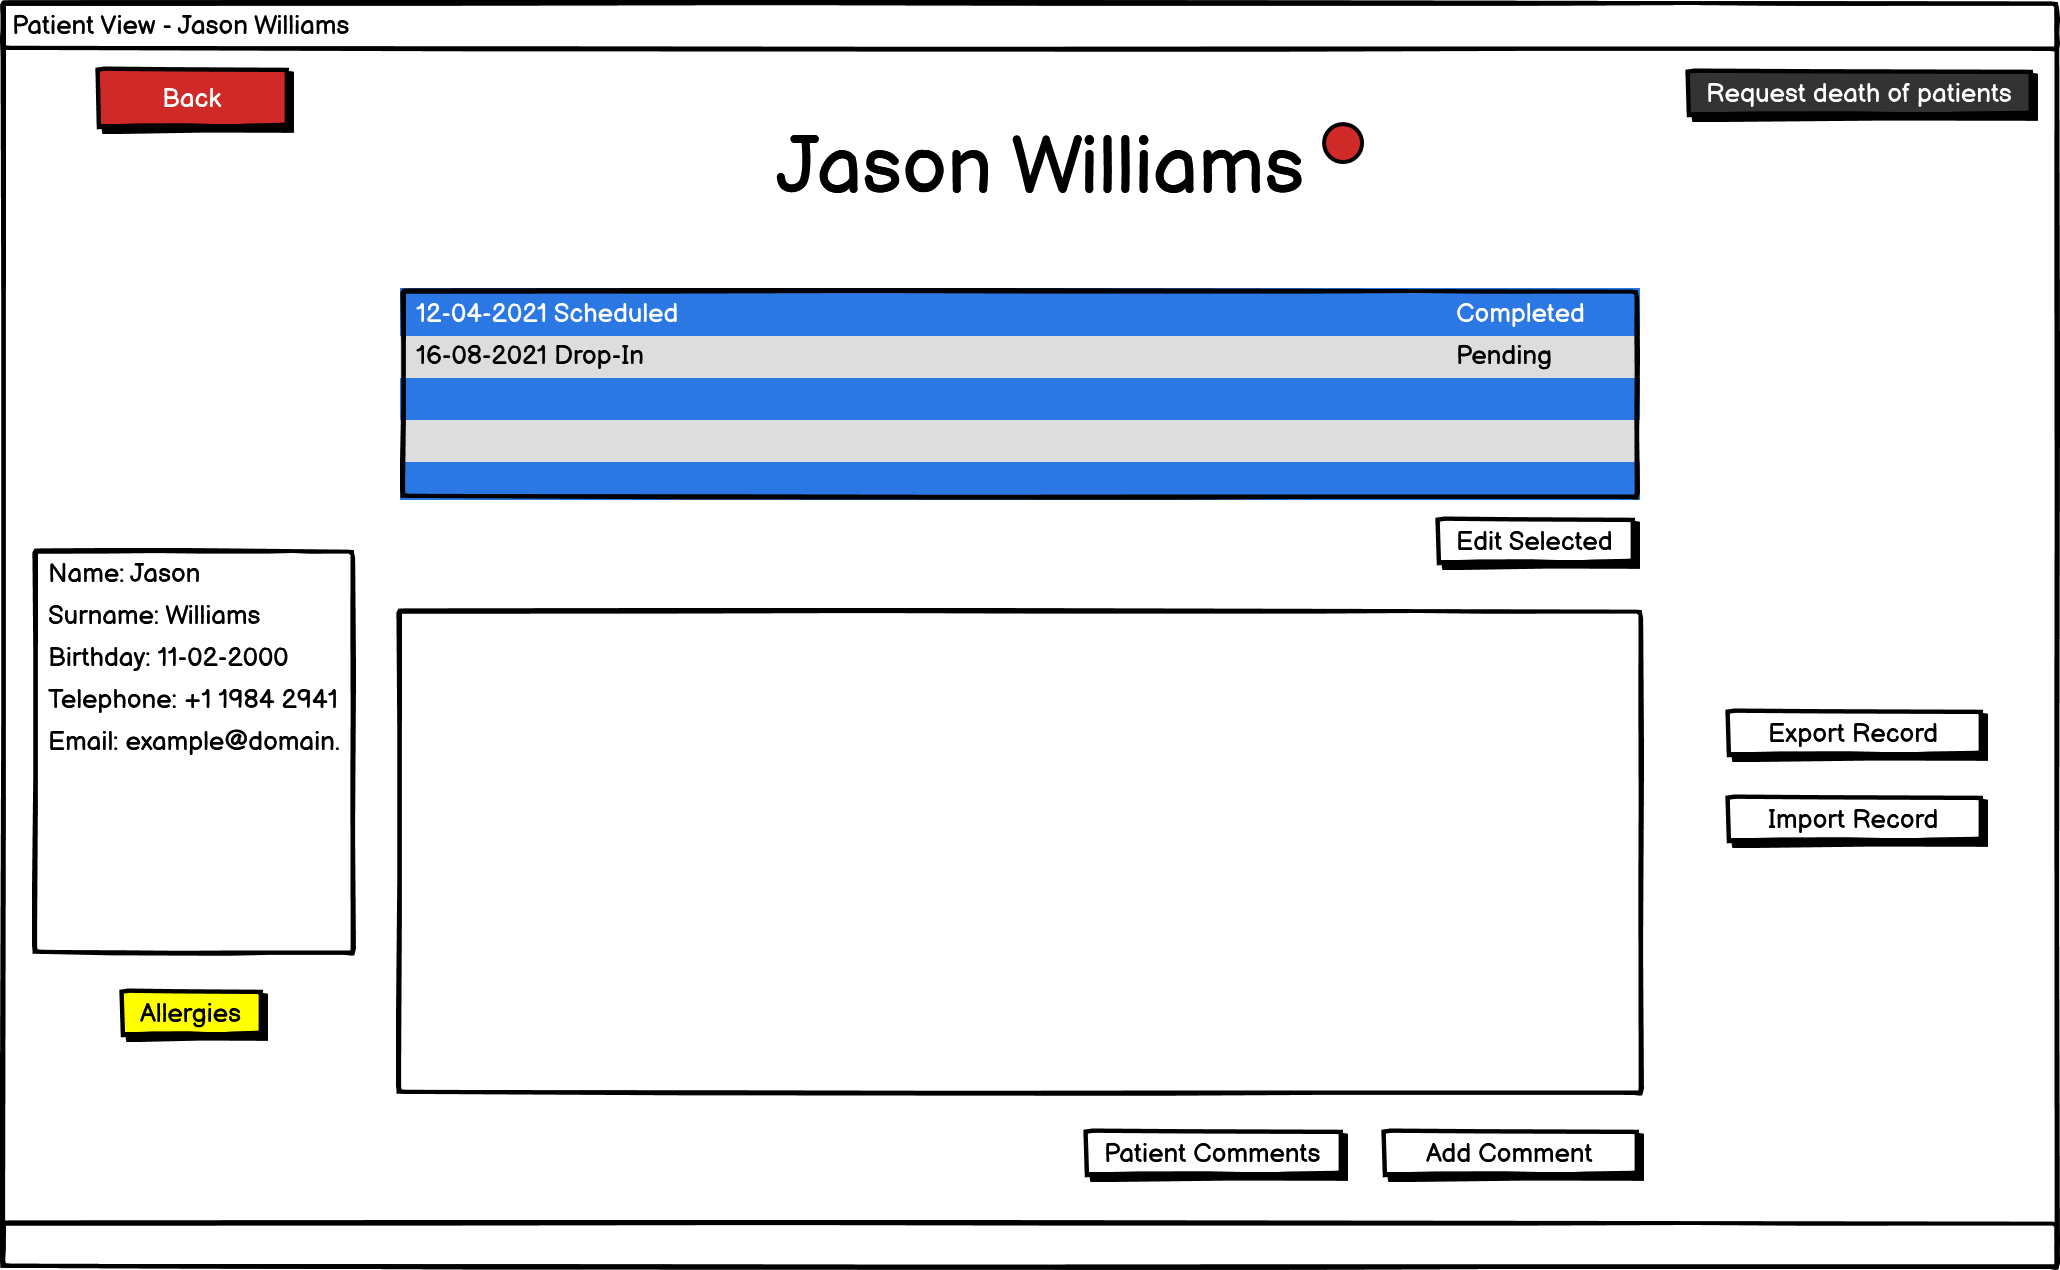 Patient View - Jason Williams
Back
Request death of patients
Jason Williams
12-04-2021 Scheduled Completed
16-08-2021 Drop-In Pending
Edit Selected
Name: Jason
Surname: Williams
Birthday: 11-02-2000
Telephone: +1 1984 2941
Email: example@domain.
Export Record
Import Record
Allergies
Patient Comments
Add Comment